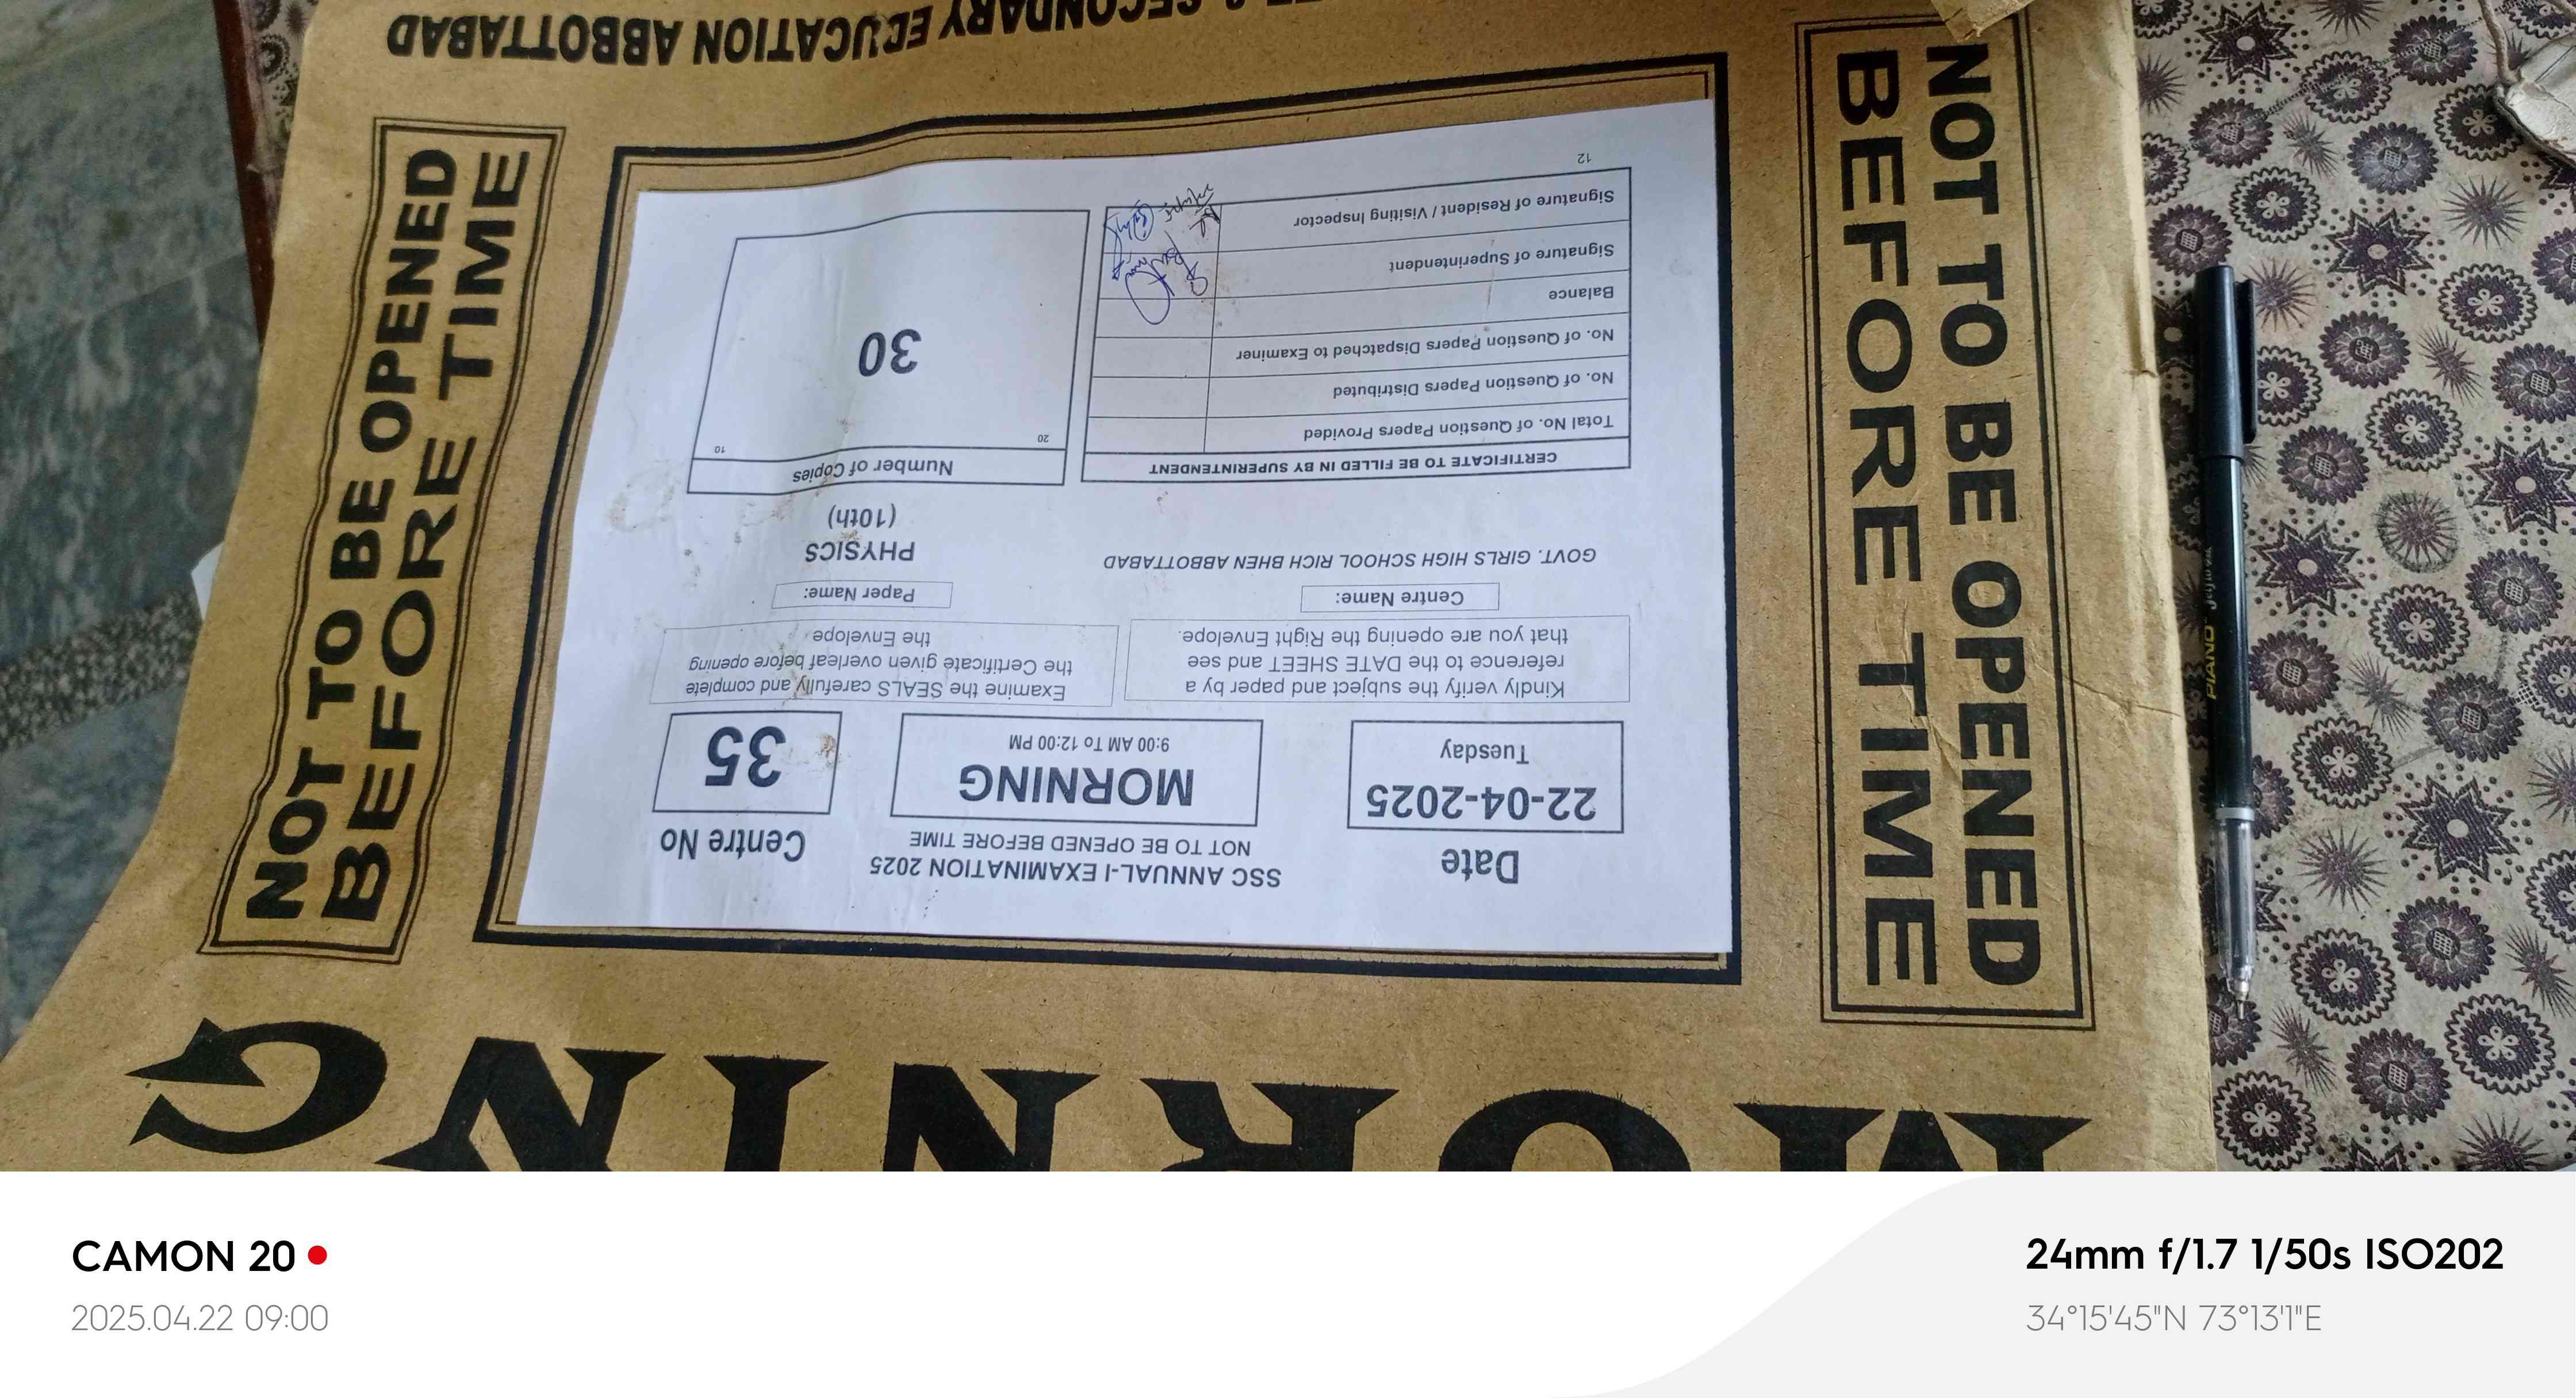 SECONDARY EDUCATION ABBOTTABAD
NOT TO BE OPENED
BEFORE TIME
NOT TO BE OPENED
BEFORE TIME
SSC ANNUAL-I EXAMINATION 2025
NOT TO BE OPENED BEFORE TIME
Date
22-04-2025
Tuesday
MORNING
9:00 AM To 12:00 PM
Centre No
35
Kindly verify the subject and paper by a
reference to the DATE SHEET and see
that you are opening the Right Envelope.
Examine the SEALS carefully and complete
the Certificate given overleaf before opening
the Envelope
Centre Name:
GOVT. GIRLS HIGH SCHOOL RICH BHEN ABBOTTABAD
Paper Name:
PHYSICS
(10th)
CERTIFICATE TO BE FILLED IN BY SUPERINTENDENT
Total No. of Question Papers Provided
No. of Question Papers Distributed
No. of Question Papers Dispatched to Examiner
Balance
Signature of Superintendent
Signature of Resident / Visiting Inspector
12
Number of Copies
20
10
30
MORNING
PIANO
CAMON 20
2025.04.22 09:00
24mm f/1.7 1/50s ISO202
34°15'45"N 73°13'1"E